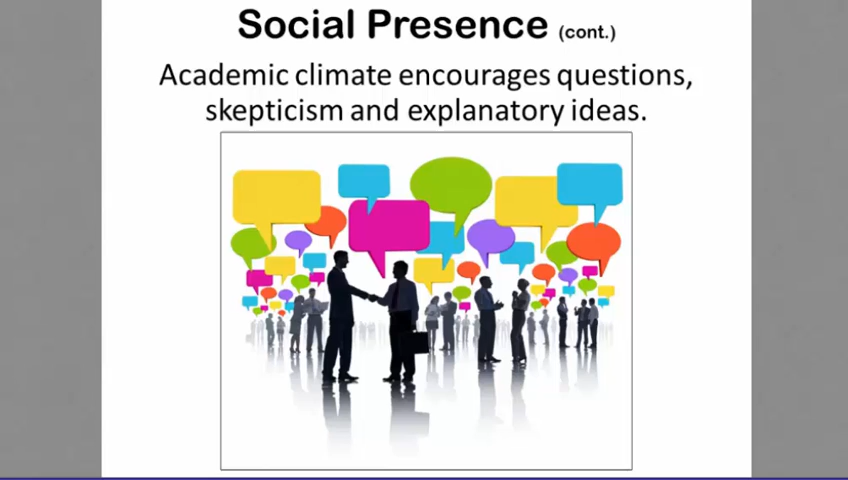 Social Presence (cont.)
Academic climate encourages questions,
skepticism and explanatory ideas.